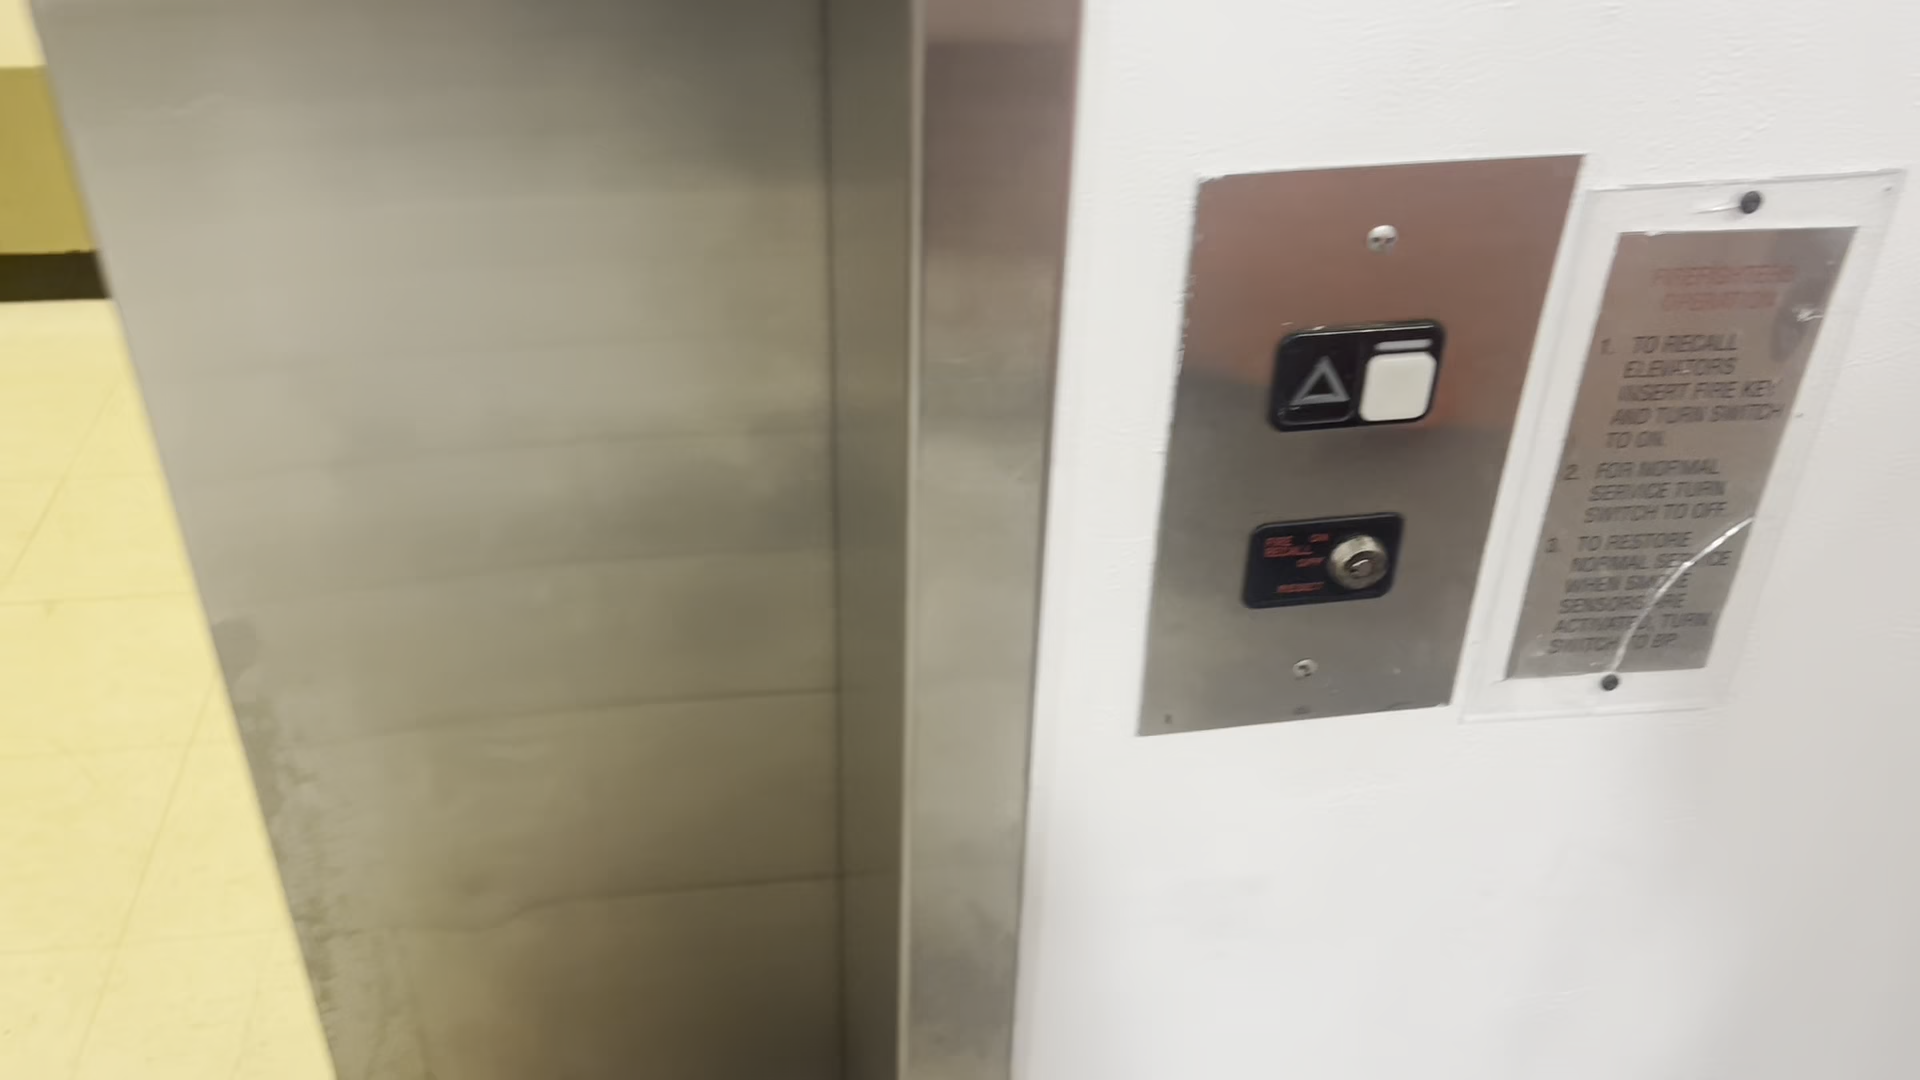 FIRE ON
RECALL
OFF
RESET
FIREFIGHTERS
OPERATION
1. TO RECALL
ELEVATORS
INSERT FIRE KEY
AND TURN SWITCH
TO ON.
2. FOR NORMAL
SERVICE TURN
SWITCH TO OFF.
3. TO RESTORE
NORMAL SERVICE
WHEN SMOKE
SENSORS ARE
ACTIVATED, TURN
SWITCH TO BP.